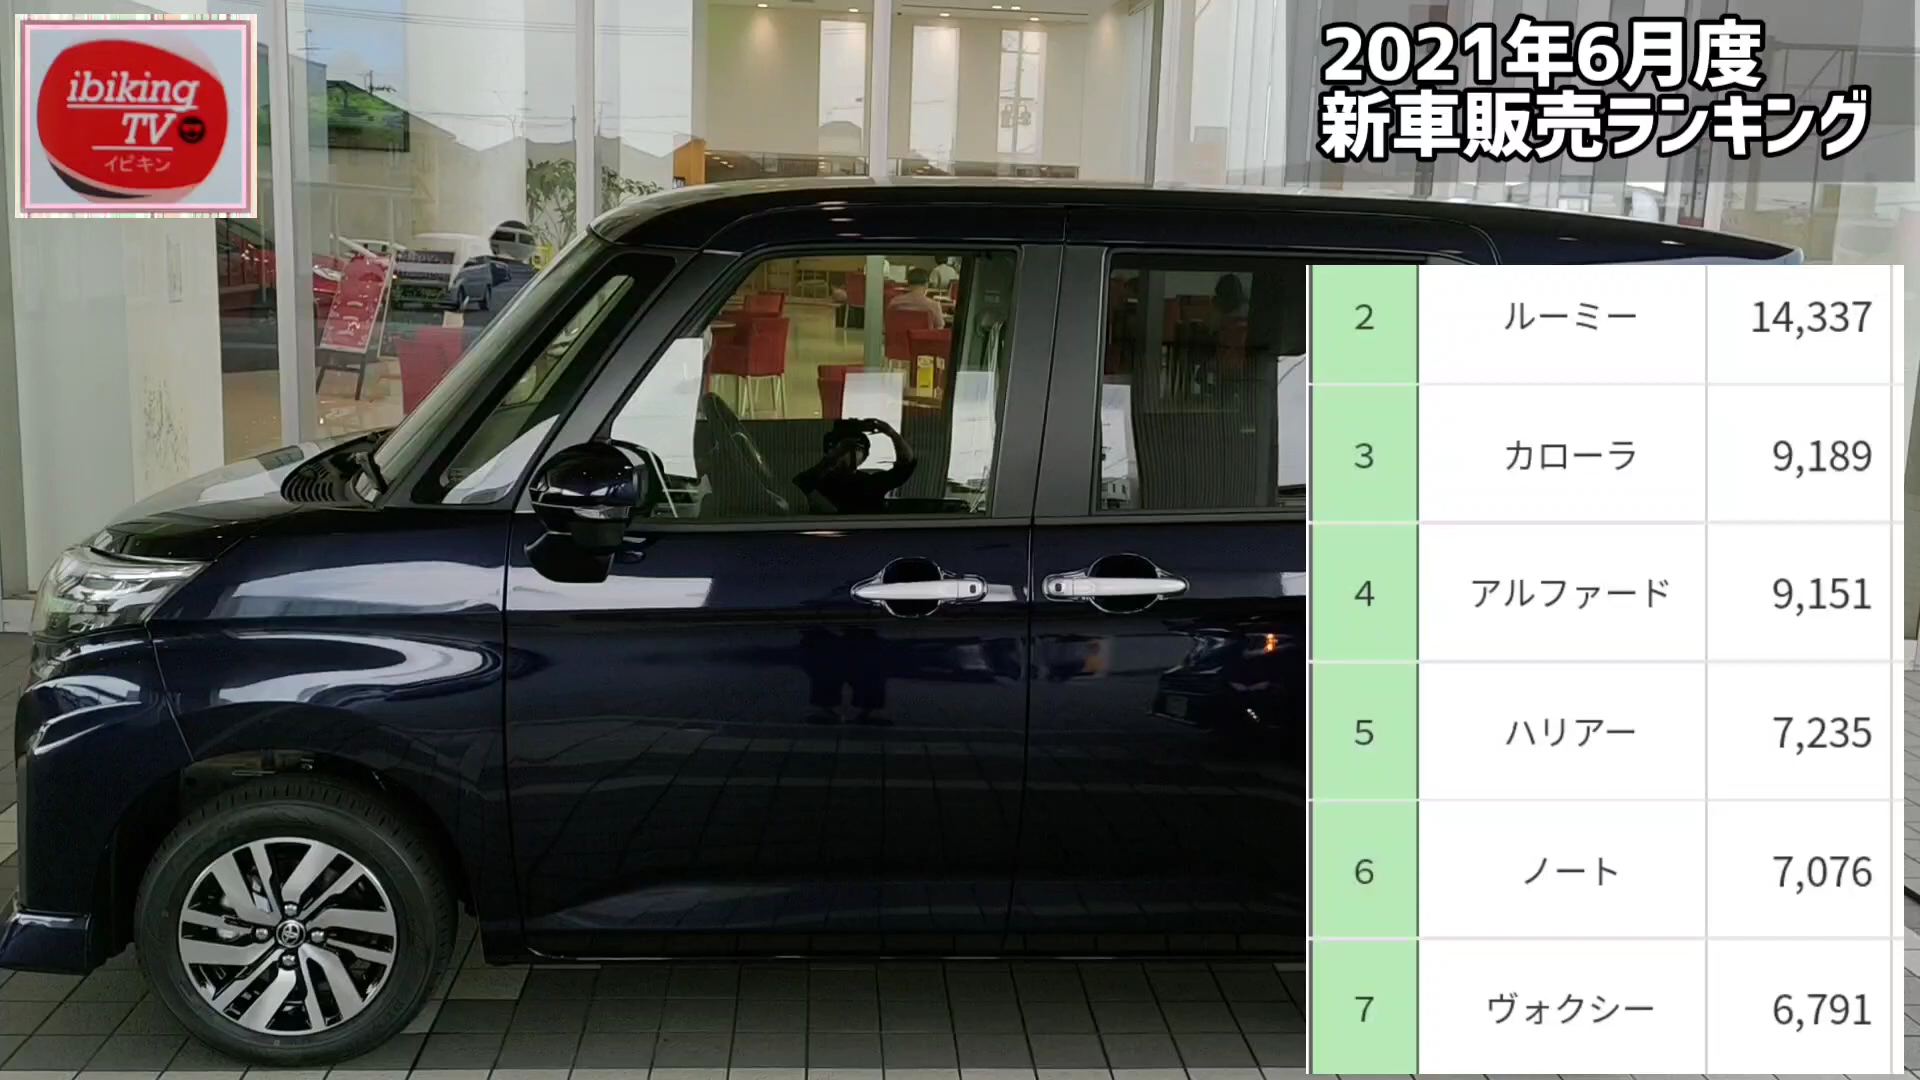 ibiking
TV
イビキン
2021年6月度
新車販売ランキング
2 ルーミー 14,337
3 カローラ 9,189
4 アルファード 9,151
5 ハリアー 7,235
6 ノート 7,076
7 ヴォクシー 6,791